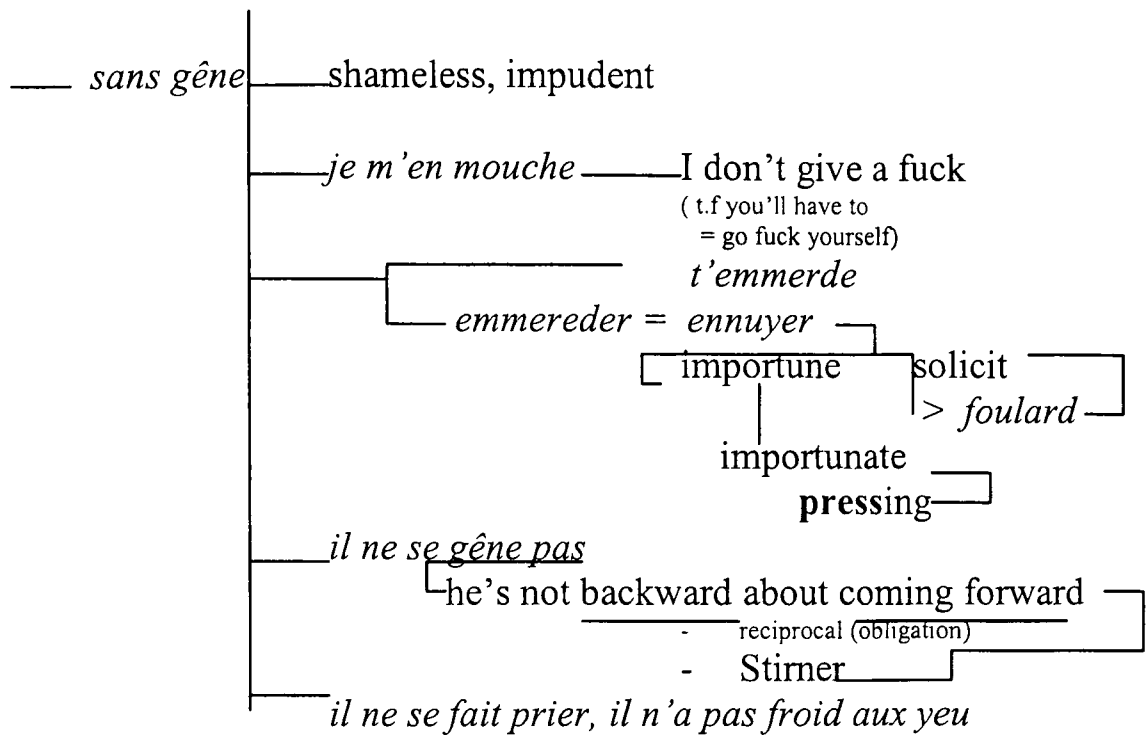 sans gêne shameless, impudent
je m'en mouche I don't give a fuck
( t.f you'll have to
= go fuck yourself)
t'emmerde
emmereder = ennuyer
importune solicit
> foulard
importunate
pressing
il ne se gêne pas
he's not backward about coming forward
- reciprocal (obligation)
- Stirner
il ne se fait prier, il n'a pas froid aux yeu